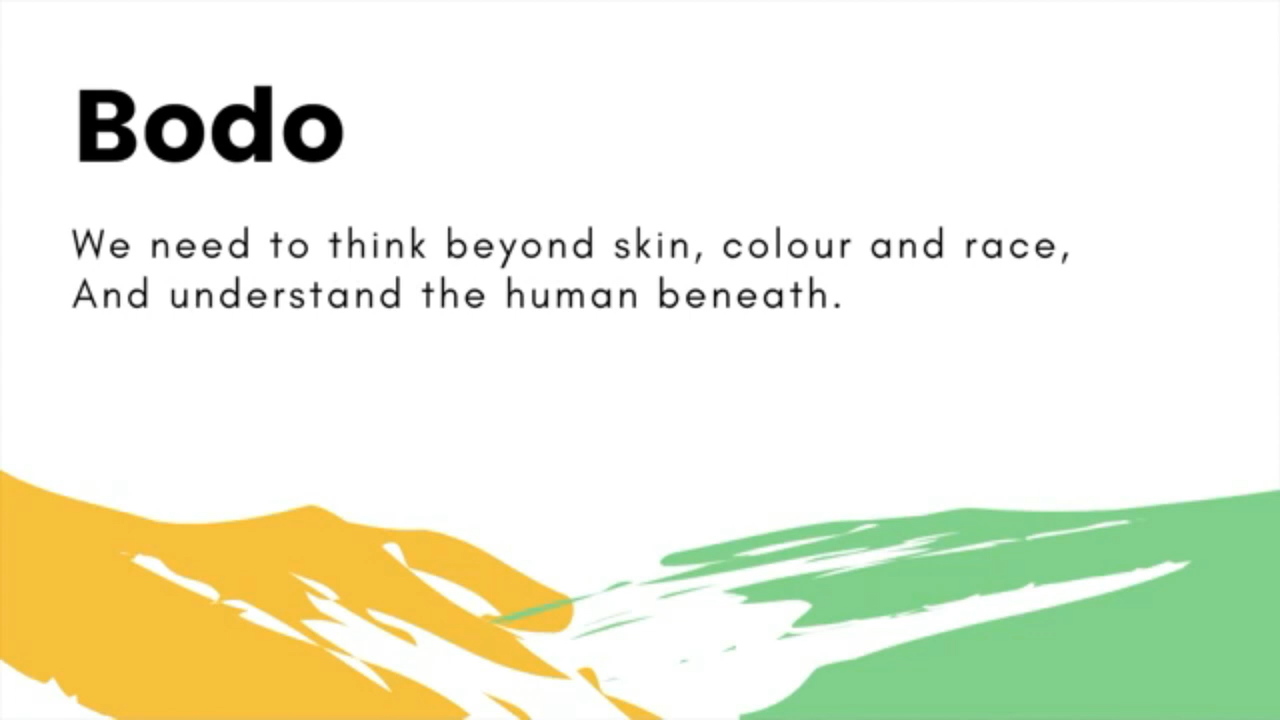 Bodo
We need to think beyond skin, colour and race,
And understand the human beneath.